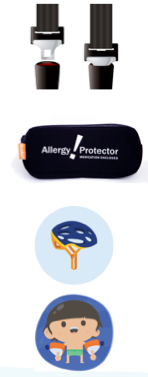 Allergy ! Protector
MEDICATION ENCLOSED